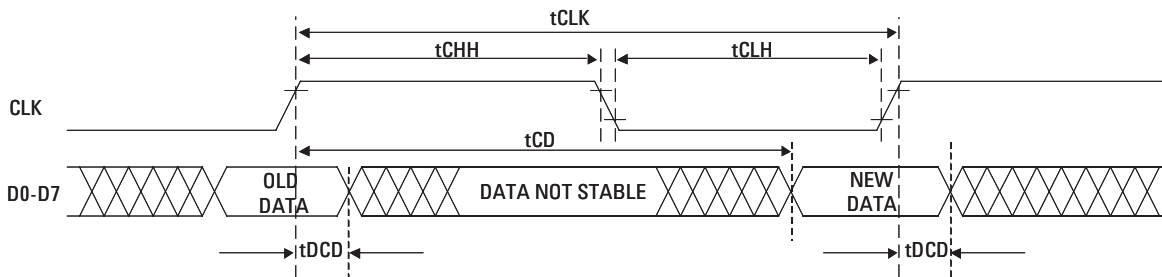 tCLK
tCHH
tCLH
CLK
tCD
D0-D7
OLD
DATA
DATA NOT STABLE
NEW
DATA
tDCD
tDCD